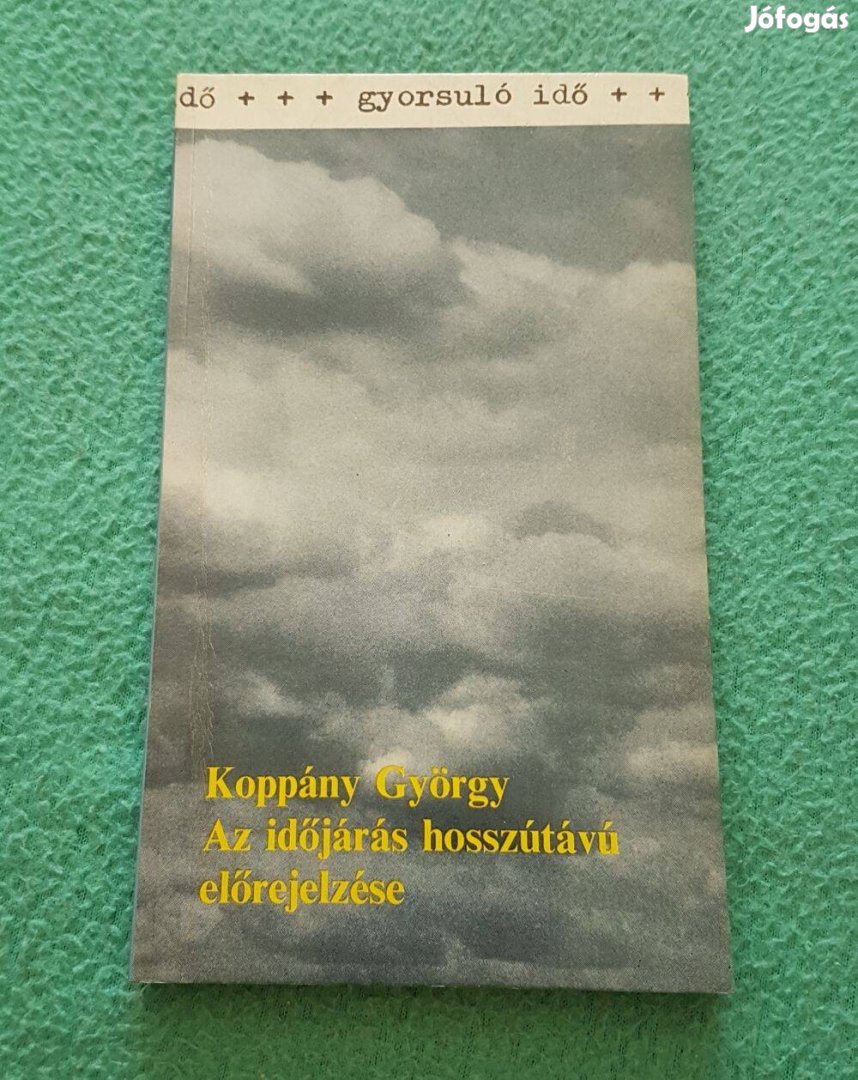 Jófogás
dő + + + gyorsuló idő + +
Koppány György
Az időjárás hosszútávú
előrejelzése